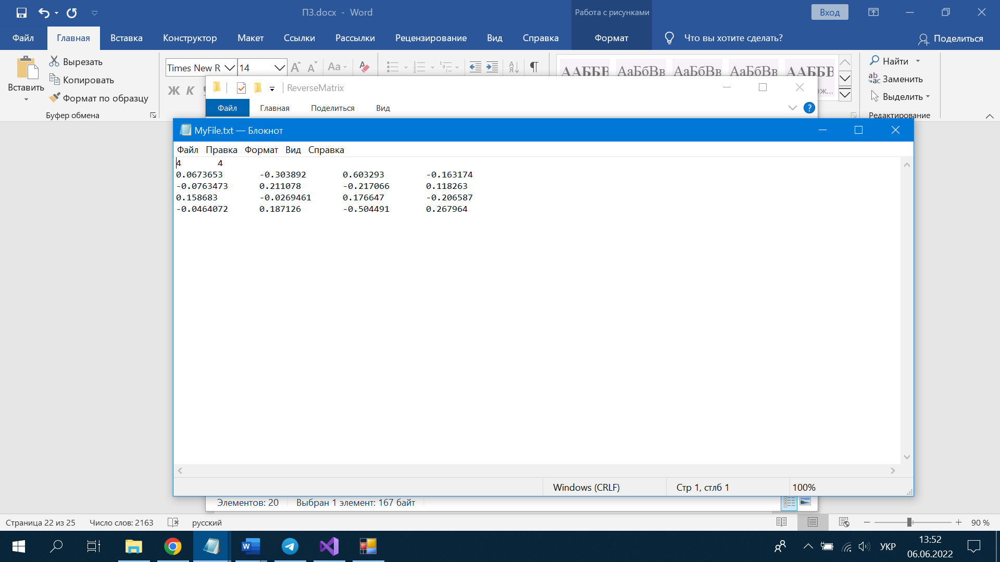 ПЗ.docx - Word
Работа с рисунками
Вход
Файл Главная Вставка Конструктор Макет Ссылки Рассылки Рецензирование Вид Справка Формат Что вы хотите сделать? Поделиться
Вставить
Вырезать
Копировать
Формат по образцу
Буфер обмена
Times New R 14
Aa
Ж К
ААББВ АаБбВв АаБбВв АаБбВв ААББВ
Найти
Заменить
Выделить
Редактирование
ReverseMatrix
Файл Главная Поделиться Вид
MyFile.txt — Блокнот
Файл Правка Формат Вид Справка
4 4
0.0673653 -0.303892 0.603293 -0.163174
-0.0763473 0.211078 -0.217066 0.118263
0.158683 -0.0269461 0.176647 -0.206587
-0.0464072 0.187126 -0.504491 0.267964
Windows (CRLF) Стр 1, стлб 1 100%
Элементов: 20 Выбран 1 элемент: 167 байт
Страница 22 из 25 Число слов: 2163 русский 90 %
УКР
13:52
06.06.2022